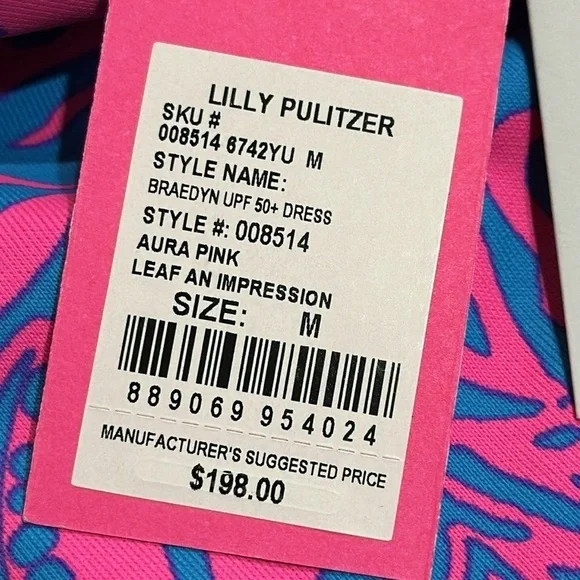 LILLY PULITZER
SKU #
008514 6742YU M
STYLE NAME:
BRAEDYN UPF 50+ DRESS
STYLE #: 008514
AURA PINK
LEAF AN IMPRESSION
SIZE: M
889069 954024
MANUFACTURER'S SUGGESTED PRICE
$198.00